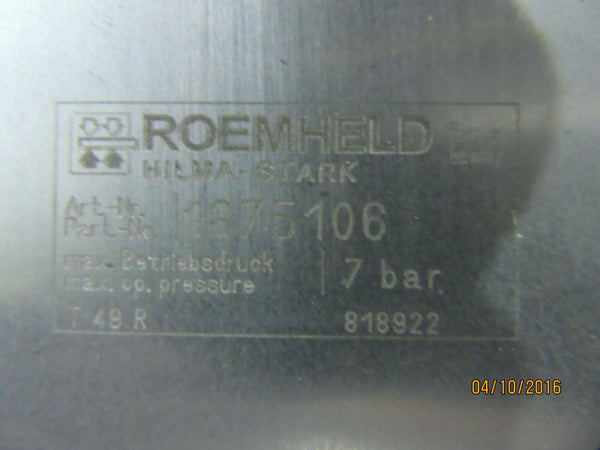 ROEMHELD
HILMA · STARK
Art.-Nr.
Part.-No. 1875106
max. Betriebsdruck
max. op. pressure 7 bar
T 49 R 818922
04/10/2016